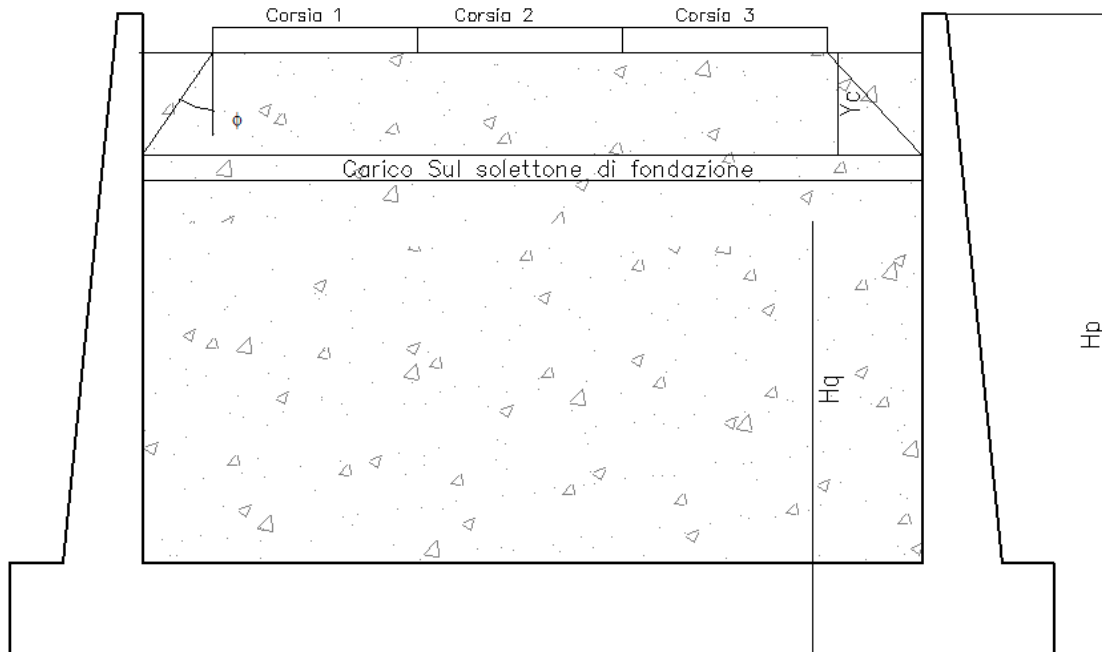 Corsia 1
Corsia 2
Corsia 3
ϕ
Yc
Carico Sul solettone di fondazione
Hp
Hq